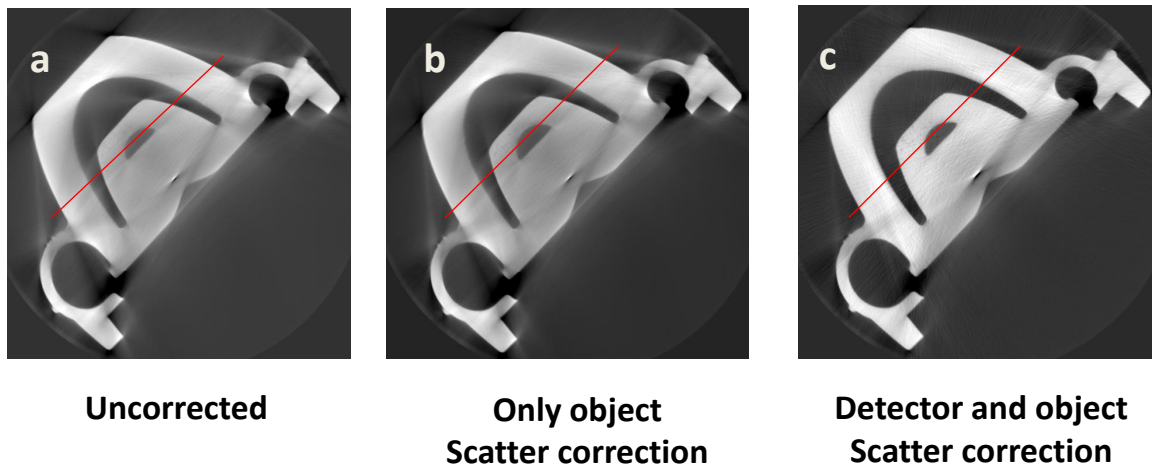 a
b
c
Uncorrected
Only object
Scatter correction
Detector and object
Scatter correction